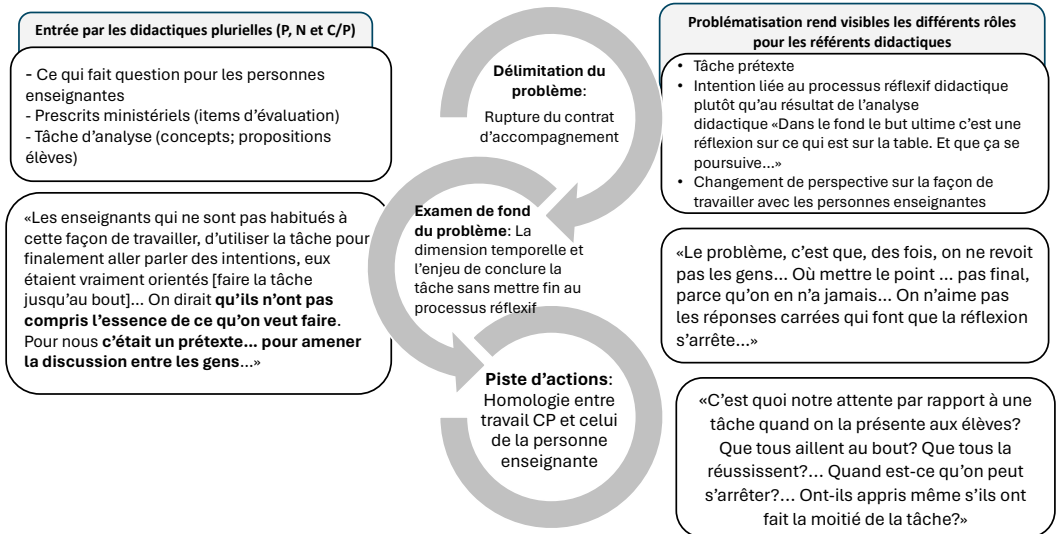 Entrée par les didactiques plurielles (P, N et C/P)
- Ce qui fait question pour les personnes
enseignantes
- Prescrits ministériels (items d'évaluation)
- Tâche d'analyse (concepts; propositions
élèves)
«Les enseignants qui ne sont pas habitués à
cette façon de travailler, d'utiliser la tâche pour
finalement aller parler des intentions, eux
étaient vraiment orientés [faire la tâche
jusqu'au bout]... On dirait qu'ils n'ont pas
compris l'essence de ce qu'on veut faire.
Pour nous c'était un prétexte... pour amener
la discussion entre les gens...»
Délimitation du
problème:
Rupture du contrat
d'accompagnement
Examen de fond
du problème: La
dimension temporelle et
l'enjeu de conclure la
tâche sans mettre fin au
processus réflexif
Piste d'actions:
Homologie entre
travail CP et celui
de la personne
enseignante
Problématisation rend visibles les différents rôles
pour les référents didactiques
• Tâche prétexte
• Intention liée au processus réflexif didactique
plutôt qu'au résultat de l'analyse
didactique «Dans le fond le but ultime c'est une
réflexion sur ce qui est sur la table. Et que ça se
poursuive...»
• Changement de perspective sur la façon de
travailler avec les personnes enseignantes
«Le problème, c'est que, des fois, on ne revoit
pas les gens... Où mettre le point ... pas final,
parce qu'on en n'a jamais... On n'aime pas
les réponses carrées qui font que la réflexion
s'arrête...»
«C'est quoi notre attente par rapport à une
tâche quand on la présente aux élèves?
Que tous aillent au bout? Que tous la
réussissent?... Quand est-ce qu'on peut
s'arrêter?... Ont-ils appris même s'ils ont
fait la moitié de la tâche?»